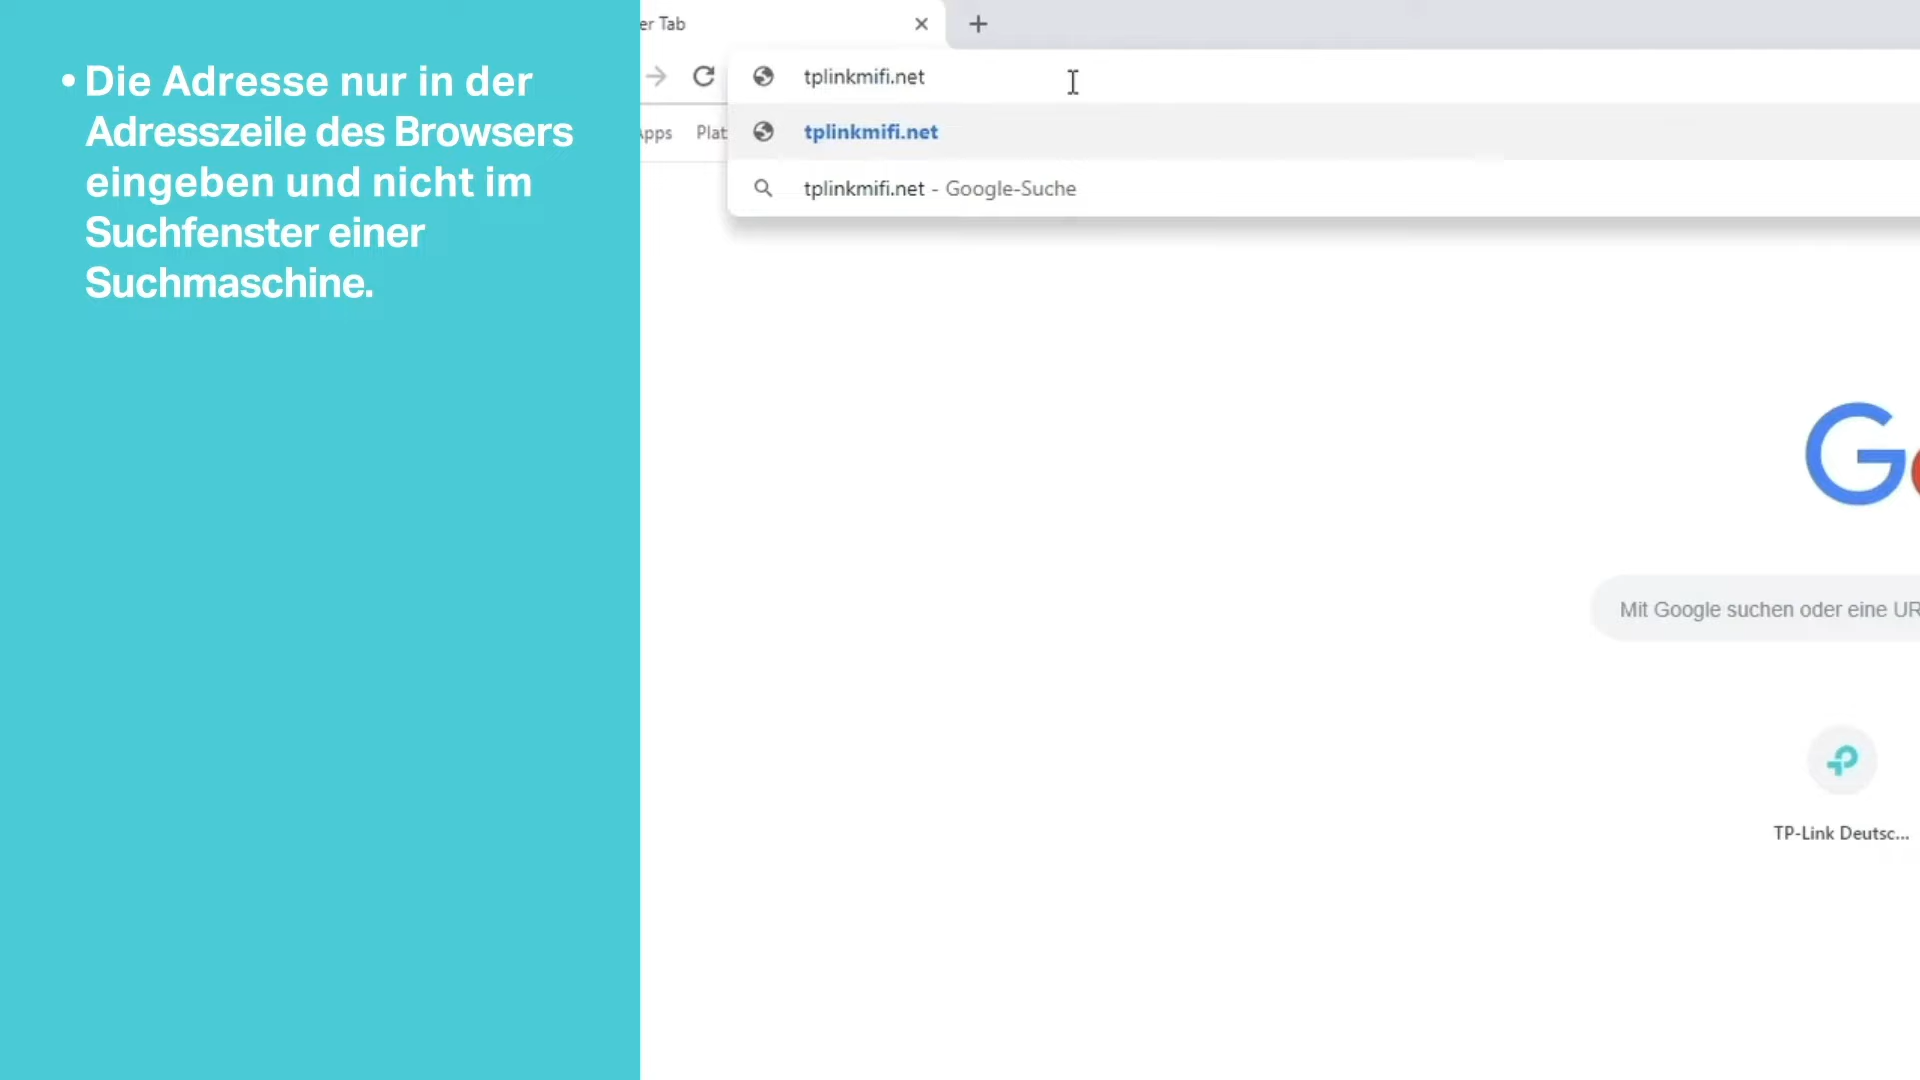 • Die Adresse nur in der
Adresszeile des Browsers
eingeben und nicht im
Suchfenster einer
Suchmaschine.
er Tab
tplinkmifi.net
Apps Plat
tplinkmifi.net
tplinkmifi.net - Google-Suche
Go
Mit Google suchen oder eine UR
TP-Link Deutsc...